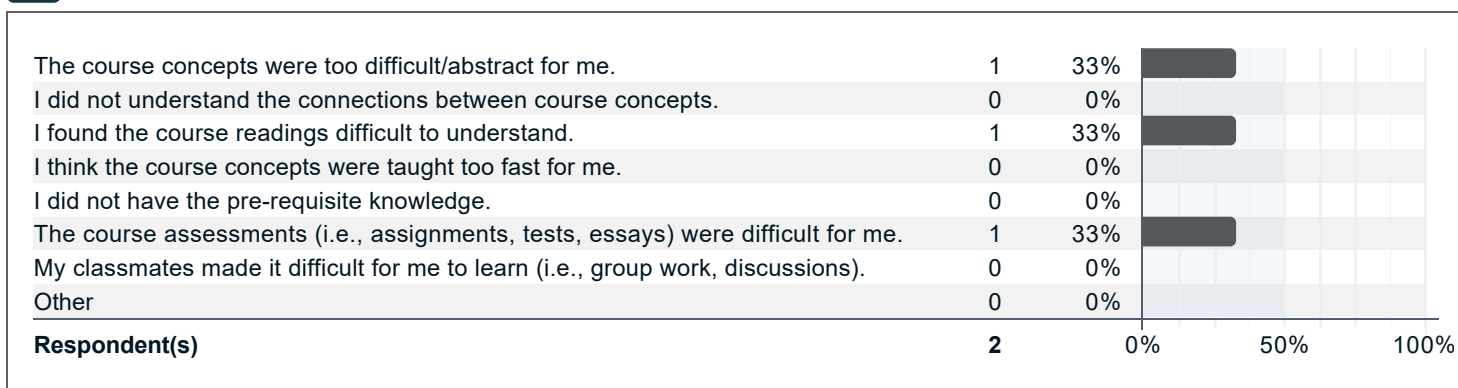 The course concepts were too difficult/abstract for me. 1 33%
I did not understand the connections between course concepts. 0 0%
I found the course readings difficult to understand. 1 33%
I think the course concepts were taught too fast for me. 0 0%
I did not have the pre-requisite knowledge. 0 0%
The course assessments (i.e., assignments, tests, essays) were difficult for me. 1 33%
My classmates made it difficult for me to learn (i.e., group work, discussions). 0 0%
Other 0 0%
Respondent(s) 2 0% 50% 100%